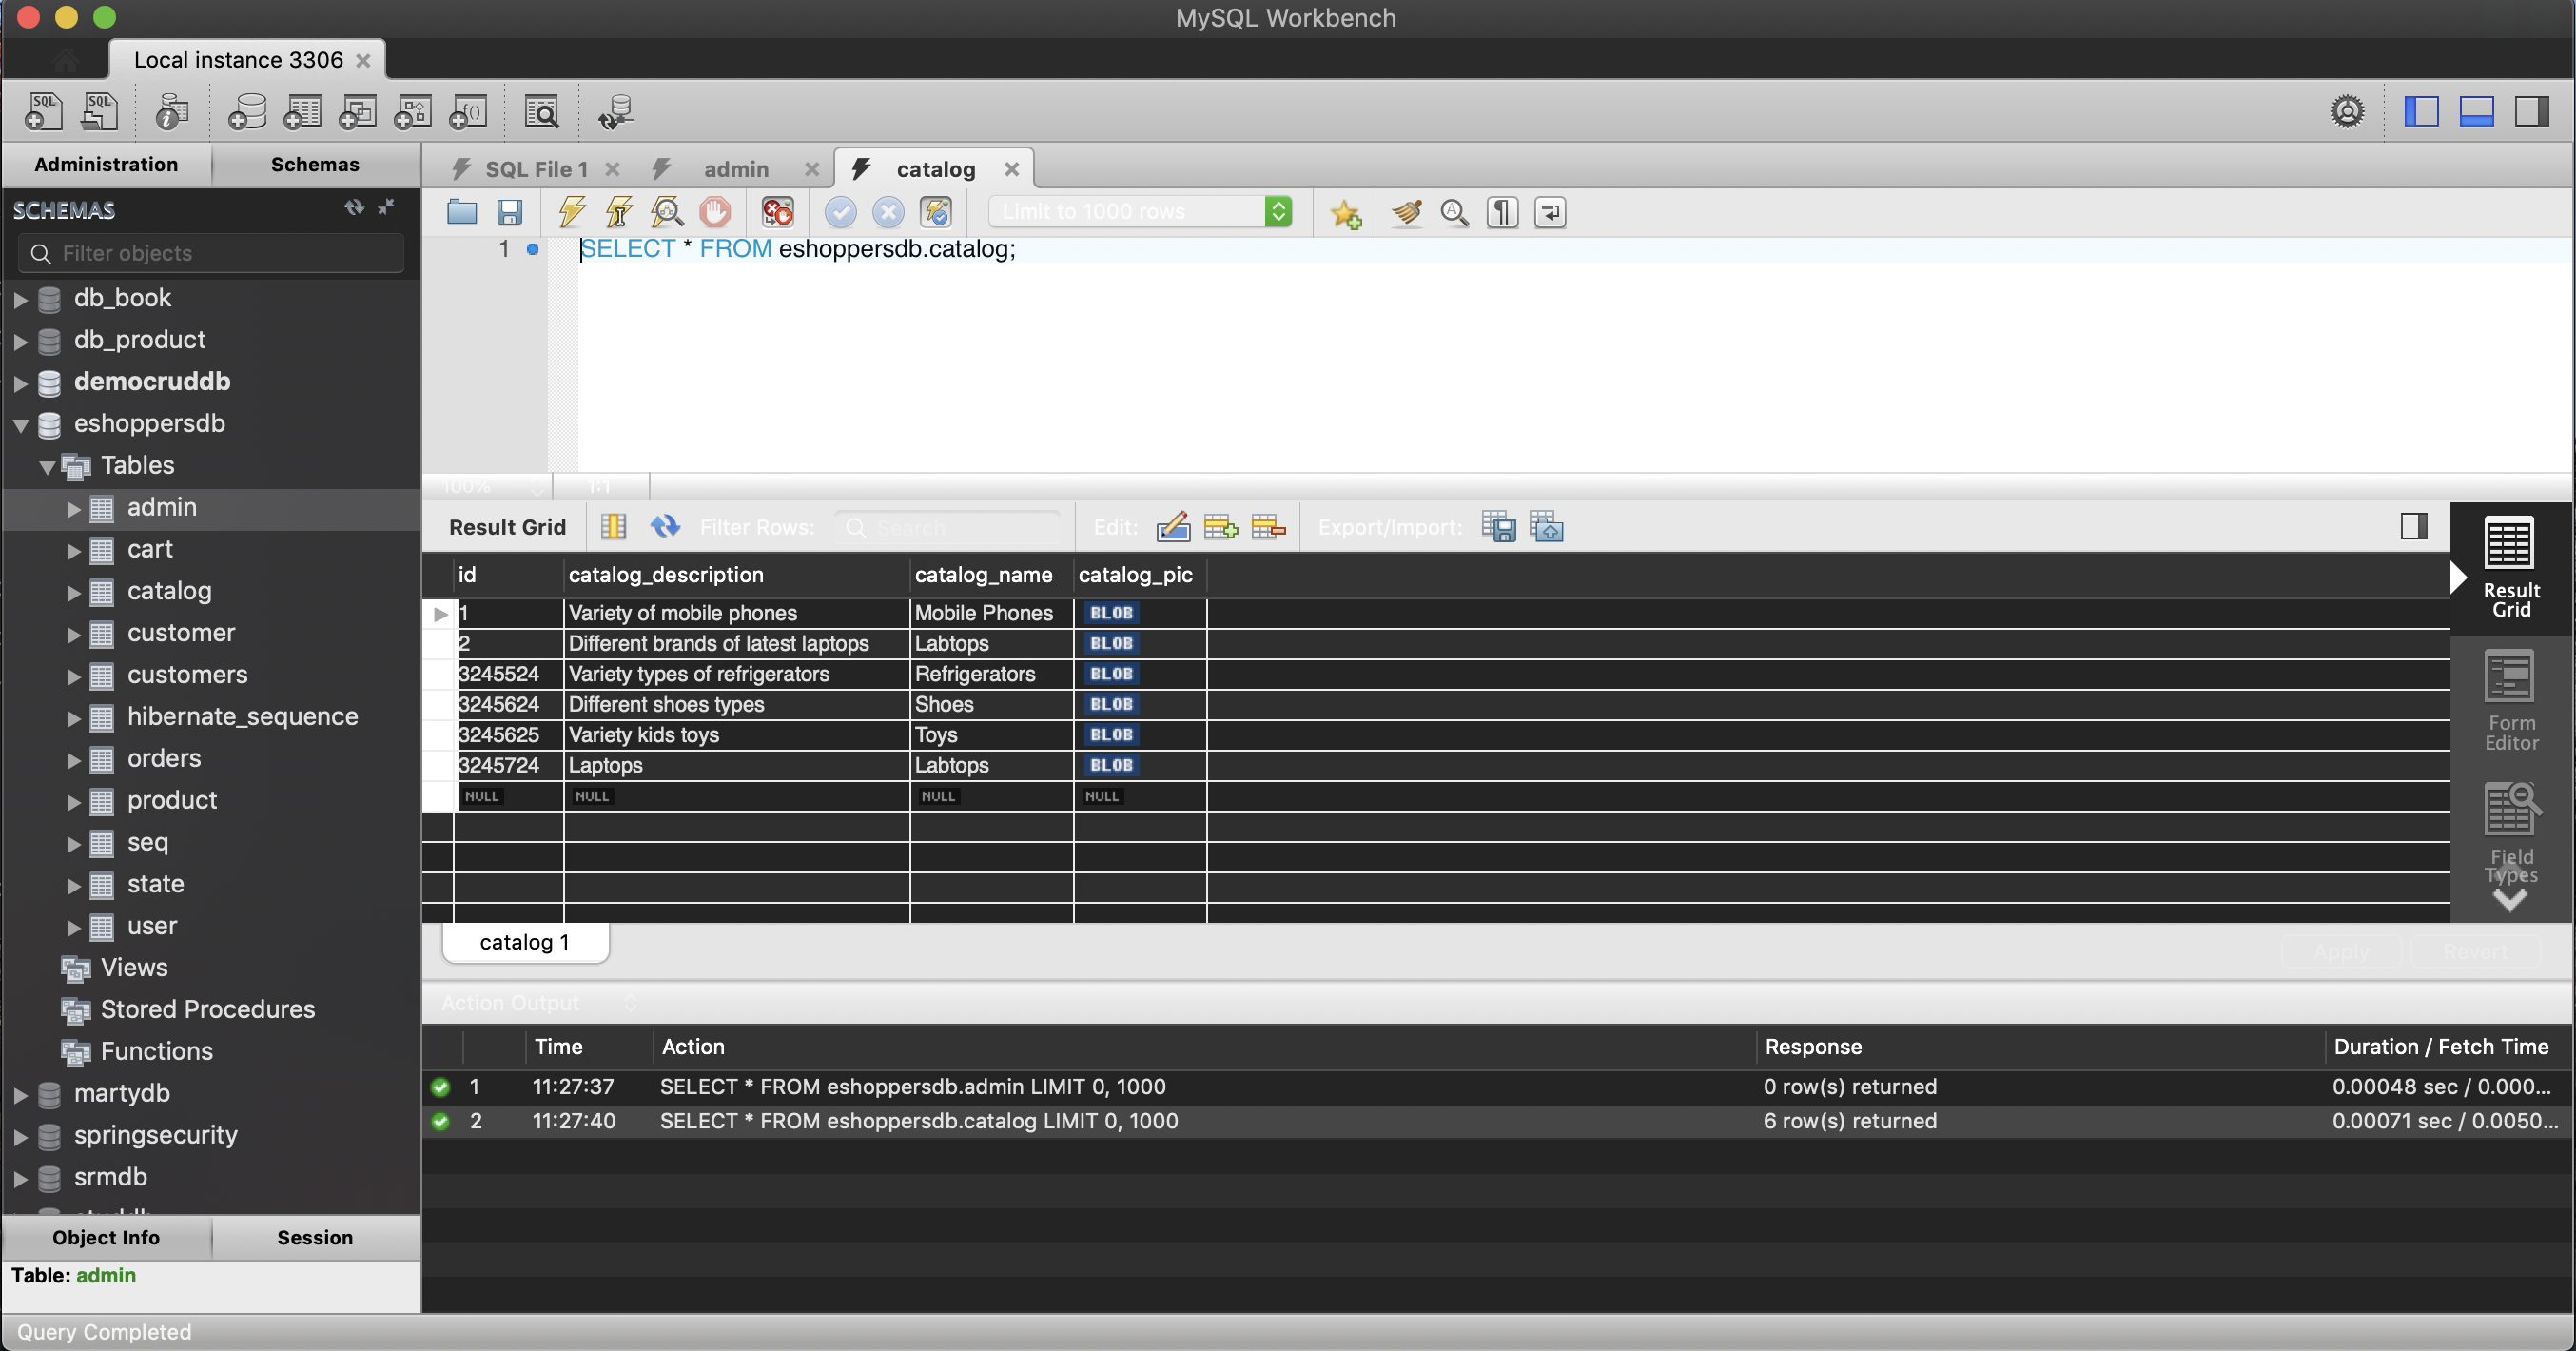 MySQL Workbench
Local instance 3306
Administration
Schemas
SCHEMAS
Filter objects
db_book
db_product
democruddb
eshoppersdb
Tables
admin
cart
catalog
customer
customers
hibernate_sequence
orders
product
seq
state
user
Views
Stored Procedures
Functions
martydb
springsecurity
srmdb
Object Info
Session
Table: admin
Query Completed
SQL File 1
admin
catalog
Limit to 1000 rows
1
SELECT * FROM eshoppersdb.catalog;
100%
1:1
Result Grid
Filter Rows:
Search
Edit:
Export/Import:
id catalog_description catalog_name catalog_pic
1 Variety of mobile phones Mobile Phones BLOB
2 Different brands of latest laptops Labtops BLOB
3245524 Variety types of refrigerators Refrigerators BLOB
3245624 Different shoes types Shoes BLOB
3245625 Variety kids toys Toys BLOB
3245724 Laptops Labtops BLOB
NULL NULL NULL NULL
Result
Grid
Form
Editor
Field
Types
catalog 1
Apply
Revert
Action Output
Time Action Response Duration / Fetch Time
1 11:27:37 SELECT * FROM eshoppersdb.admin LIMIT 0, 1000 0 row(s) returned 0.00048 sec / 0.000...
2 11:27:40 SELECT * FROM eshoppersdb.catalog LIMIT 0, 1000 6 row(s) returned 0.00071 sec / 0.0050...